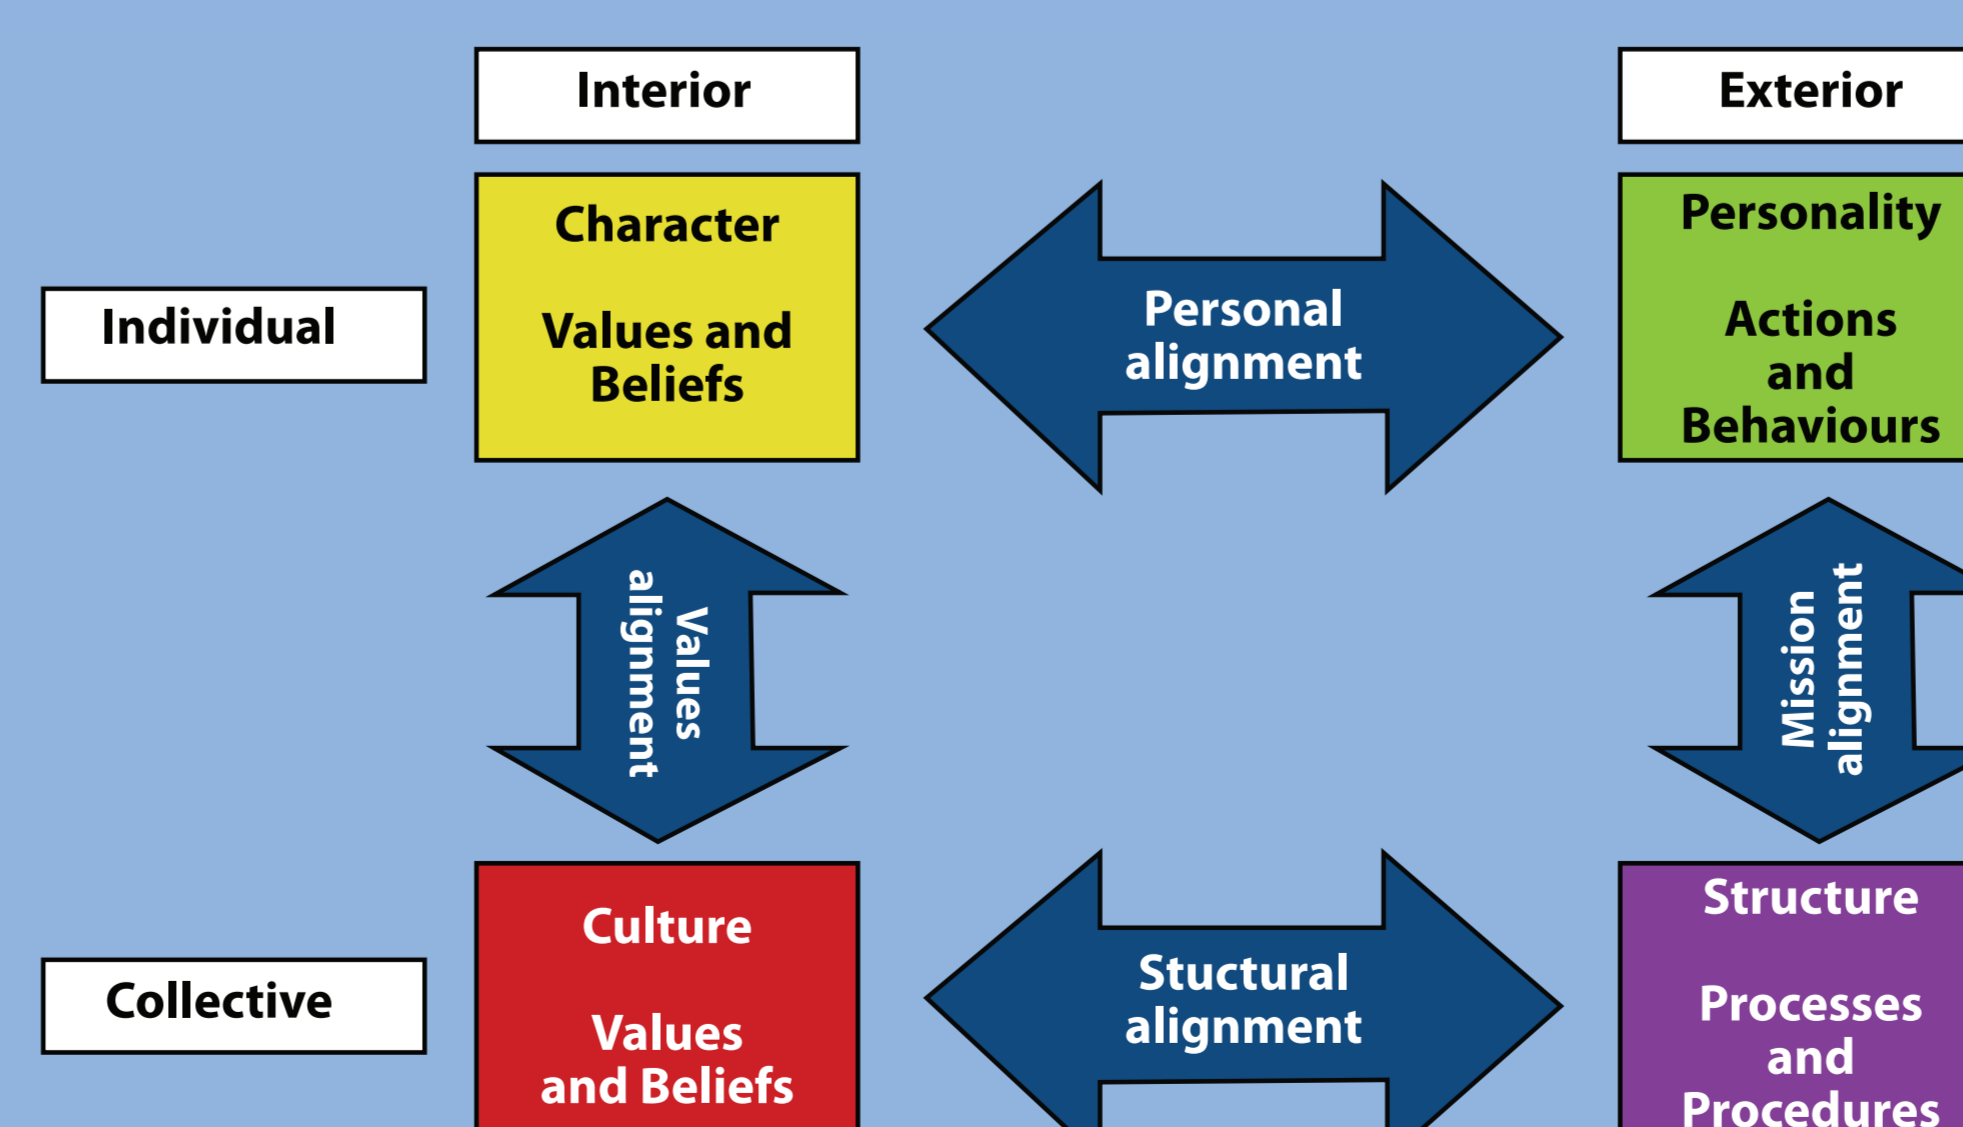 Interior
Exterior
Individual
Character
Values and
Beliefs
Personal
alignment
Personality
Actions
and
Behaviours
Values
alignment
Mission
alignment
Collective
Culture
Values
and Beliefs
Stuctural
alignment
Structure
Processes
and
Procedures